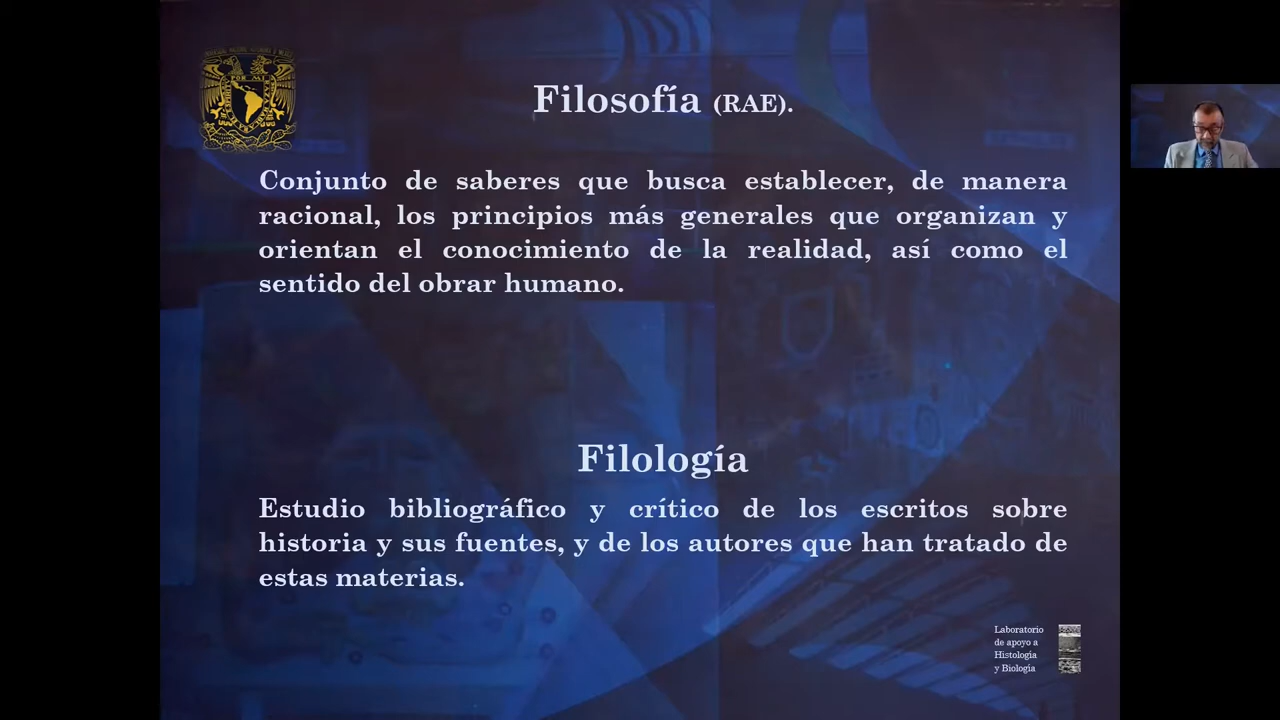 Filosofía (RAE).
Conjunto de saberes que busca establecer, de manera
racional, los principios más generales que organizan y
orientan el conocimiento de la realidad, así como el
sentido del obrar humano.
Filología
Estudio bibliográfico y crítico de los escritos sobre
historia y sus fuentes, y de los autores que han tratado de
estas materias.
Laboratorio
de apoyo a
Histología
y Biología